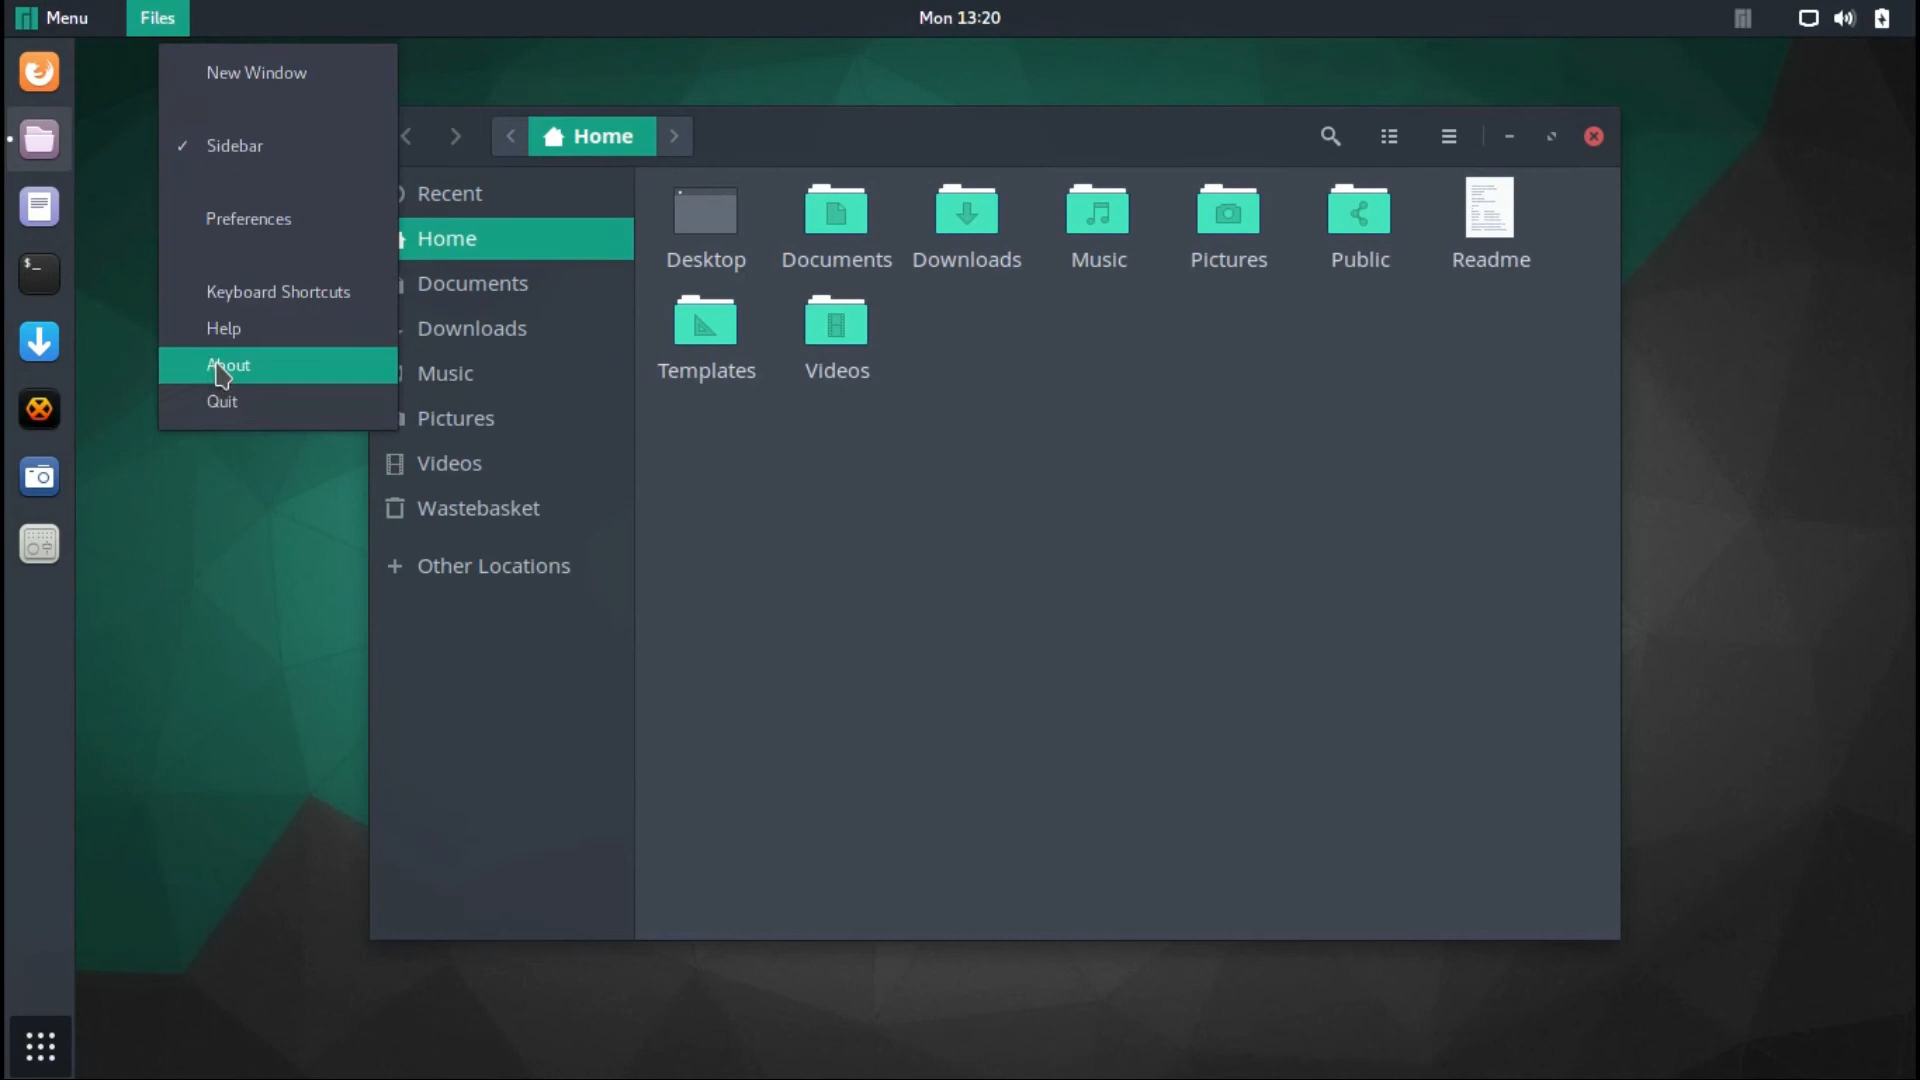 Menu
Files
Mon 13:20
New Window
✓ Sidebar
Preferences
Keyboard Shortcuts
Help
About
Quit
Home
Recent
Home
Documents
Downloads
Music
Pictures
Videos
Wastebasket
+ Other Locations
Desktop
Documents
Downloads
Music
Pictures
Public
Readme
Templates
Videos
$_